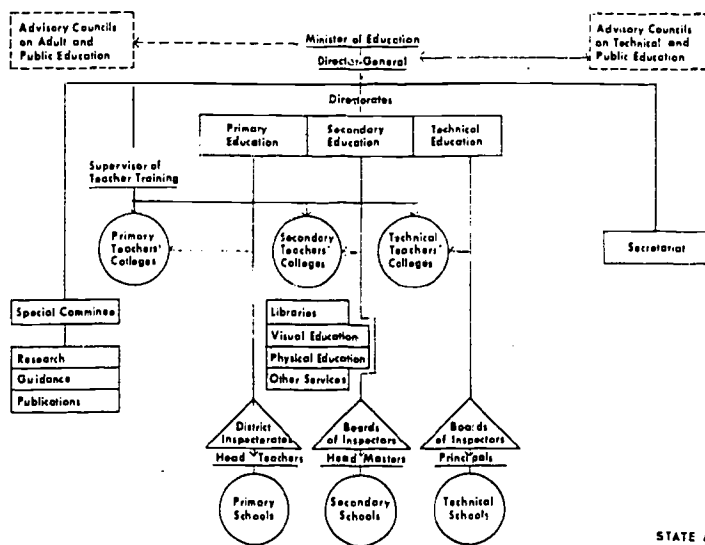 Advisory Councils
on Adult and
Public Education
Minister of Education
Director-General
Advisory Councils
on Technical and
Public Education
Directorates
Primary
Education
Secondary
Education
Technical
Education
Supervisor of
Teacher Training
Primary
Teachers'
Colleges
Secondary
Teachers'
Colleges
Technical
Teachers'
Colleges
Secretariat
Special Commitee
Research
Guidance
Publications
Libraries
Visual Education
Physical Education
Other Services
District
Inspectorates
Boards
of Inspectors
Boards
of Inspectors
Head Teachers
Head Masters
Principals
Primary
Schools
Secondary
Schools
Technical
Schools
STATE